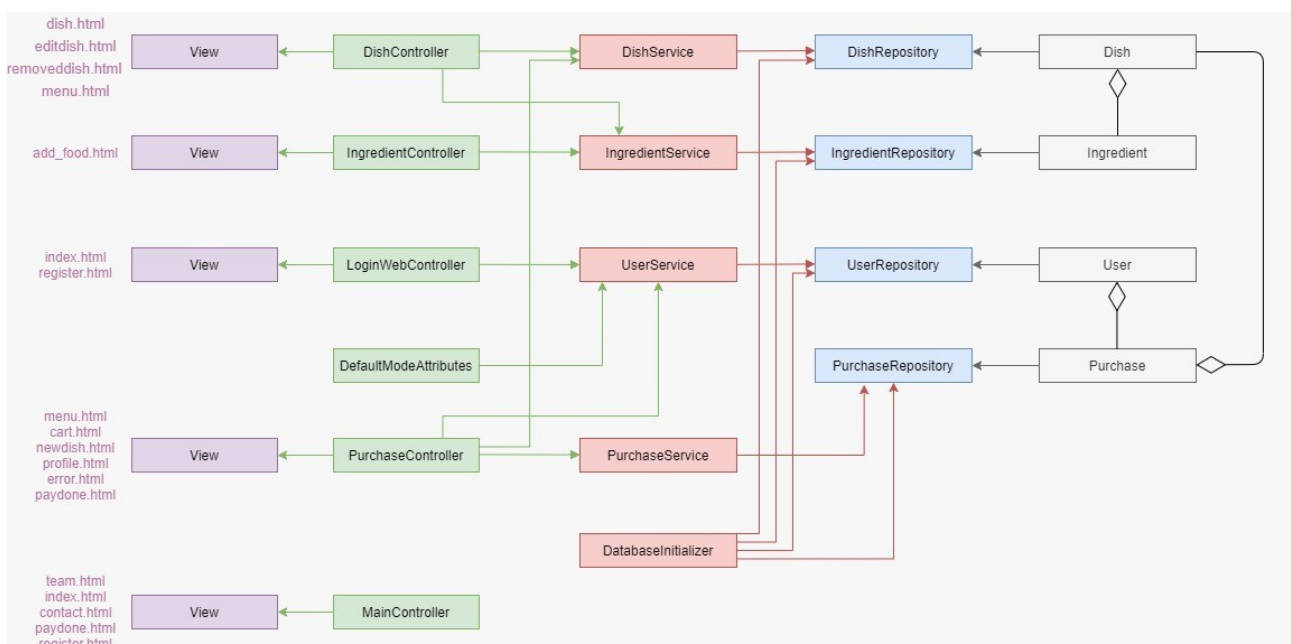 dish.html
editdish.html
removeddish.html
menu.html
View
DishController
DishService
DishRepository
Dish
add_food.html
View
IngredientController
IngredientService
IngredientRepository
Ingredient
index.html
register.html
View
LoginWebController
UserService
UserRepository
User
DefaultModeAttributes
PurchaseRepository
Purchase
menu.html
cart.html
newdish.html
profile.html
error.html
paydone.html
View
PurchaseController
PurchaseService
DatabaseInitializer
team.html
index.html
contact.html
paydone.html
register.html
View
MainController